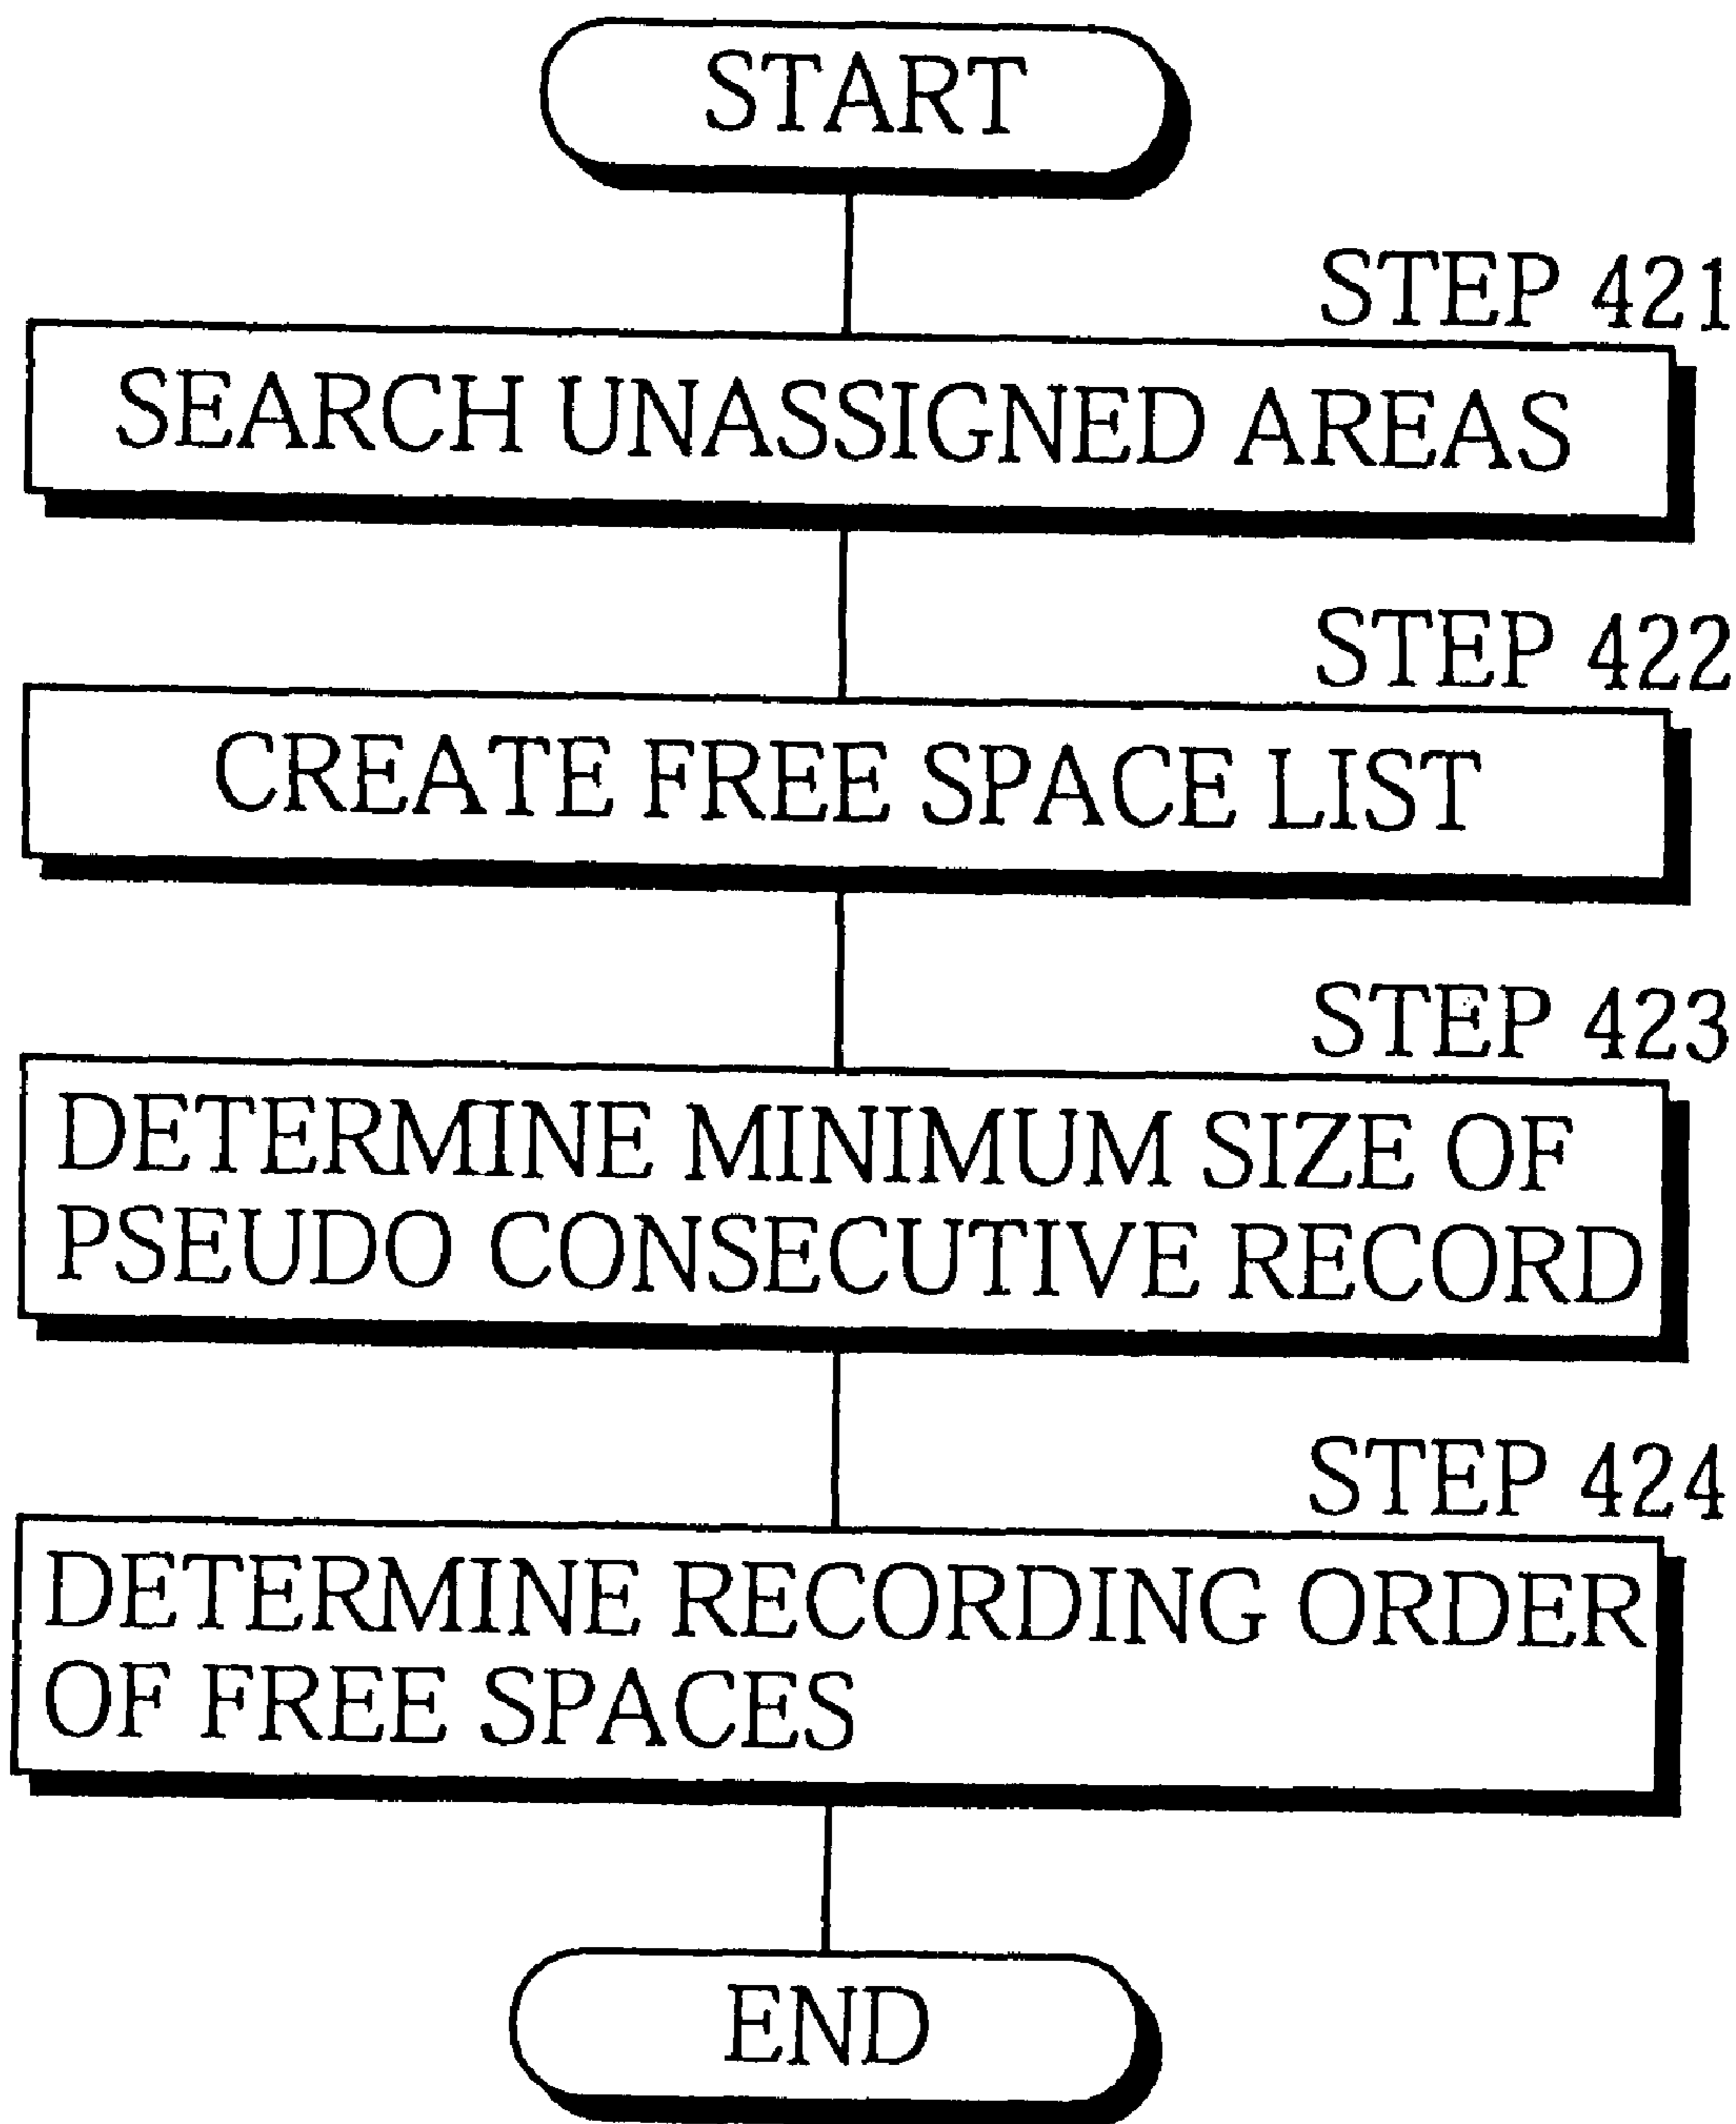 START
STEP 421
SEARCH UNASSIGNED AREAS
STEP 422
CREATE FREE SPACE LIST
STEP 423
DETERMINE MINIMUM SIZE OF
PSEUDO CONSECUTIVE RECORD
STEP 424
DETERMINE RECORDING ORDER
OF FREE SPACES
END